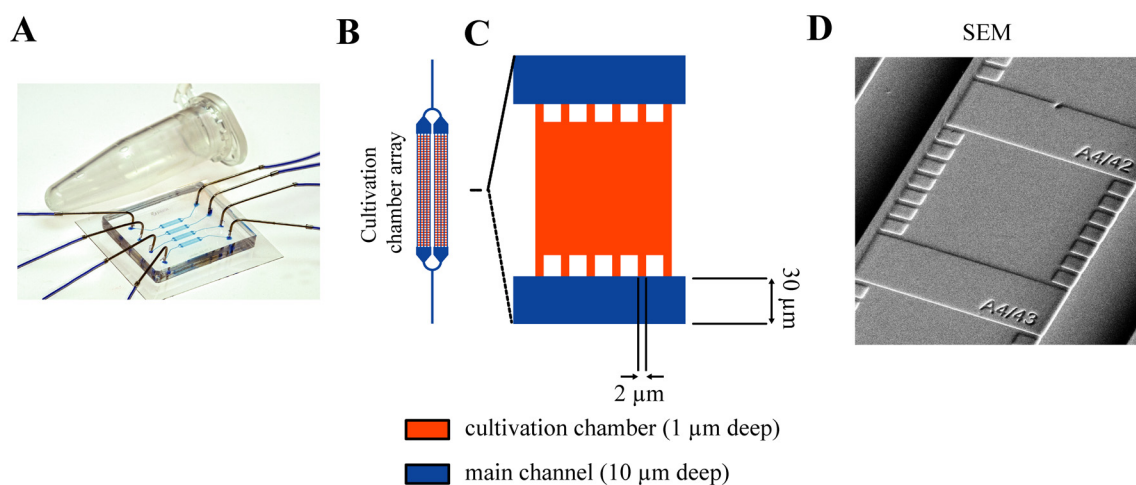 A
B
C
D
SEM
Cultivation
chamber array
A4/42
A4/43
30 µm
2 µm
cultivation chamber (1 µm deep)
main channel (10 µm deep)